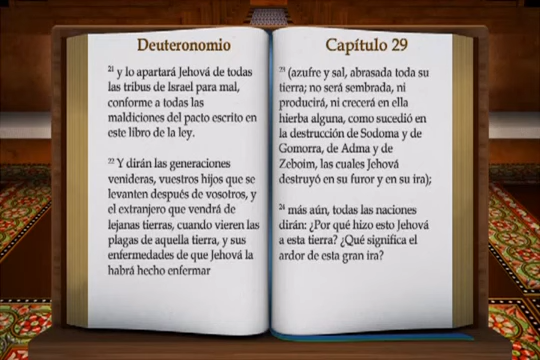 Deuteronomio
21 y lo apartará Jehová de todas
las tribus de Israel para mal,
conforme a todas las
maldiciones del pacto escrito en
este libro de la ley.
22 Y dirán las generaciones
venideras, vuestros hijos que se
levanten después de vosotros, y
el extranjero que vendrá de
lejanas tierras, cuando vieren las
plagas de aquella tierra, y sus
enfermedades de que Jehová la
habrá hecho enfermar
Capítulo 29
23 (azufre y sal, abrasada toda su
tierra; no será sembrada, ni
producirá, ni crecerá en ella
hierba alguna, como sucedió en
la destrucción de Sodoma y de
Gomorra, de Adma y de
Zeboim, las cuales Jehová
destruyó en su furor y en su ira);
24 más aún, todas las naciones
dirán: ¿Por qué hizo esto Jehová
a esta tierra? ¿Qué significa el
ardor de esta gran ira?